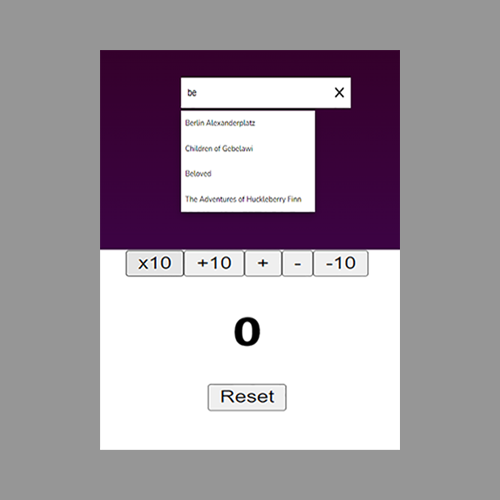 be X
Berlin Alexanderplatz
Children of Gebelawi
Beloved
The Adventures of Huckleberry Finn
x10 +10 + - -10
0
Reset